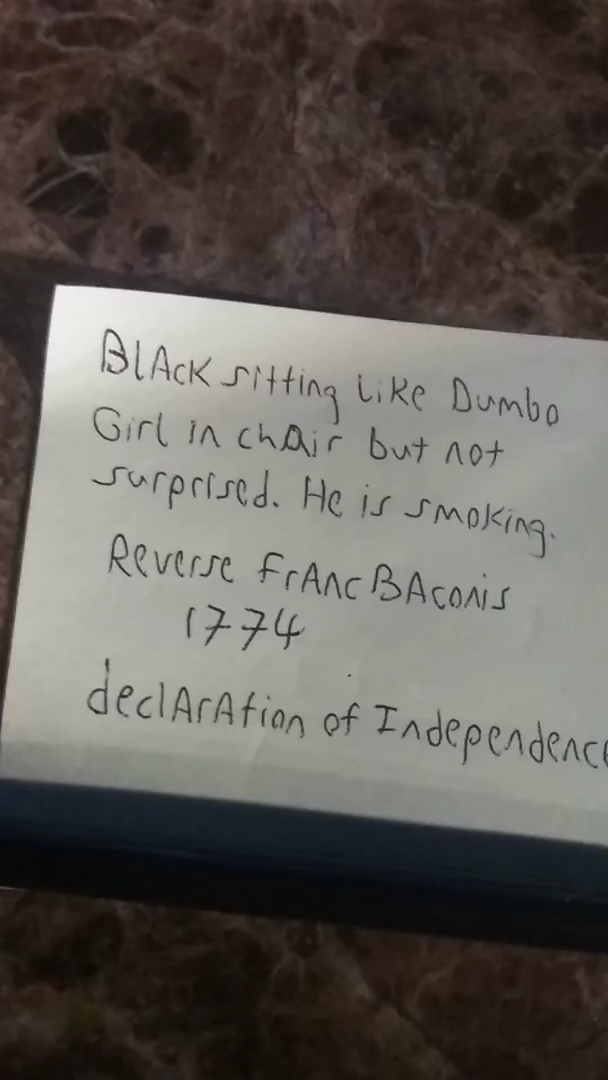 BlAck sitting like Dumbo
Girl in chair but not
surprised. He is smoking.
Reverse FrAnc BAconis
1774
declArAtion of Independence